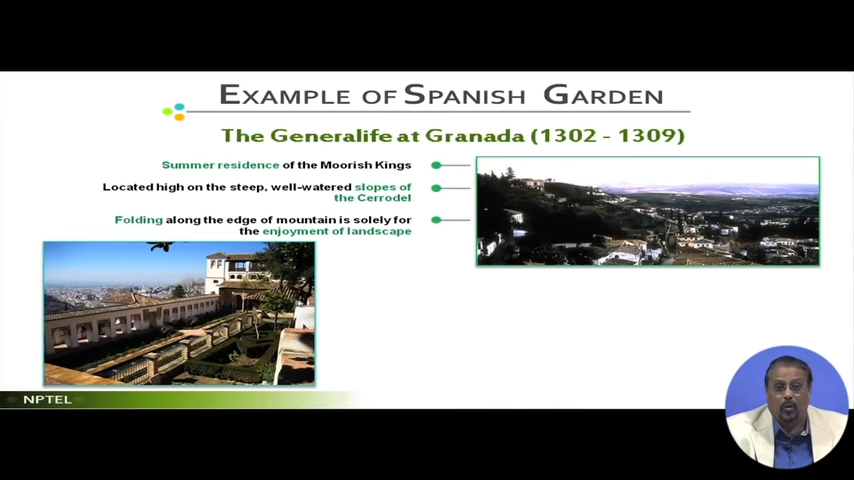 EXAMPLE OF SPANISH GARDEN
The Generalife at Granada (1302 - 1309)
Summer residence of the Moorish Kings
Located high on the steep, well-watered slopes of
the Cerrodel
Folding along the edge of mountain is solely for
the enjoyment of landscape
NPTEL